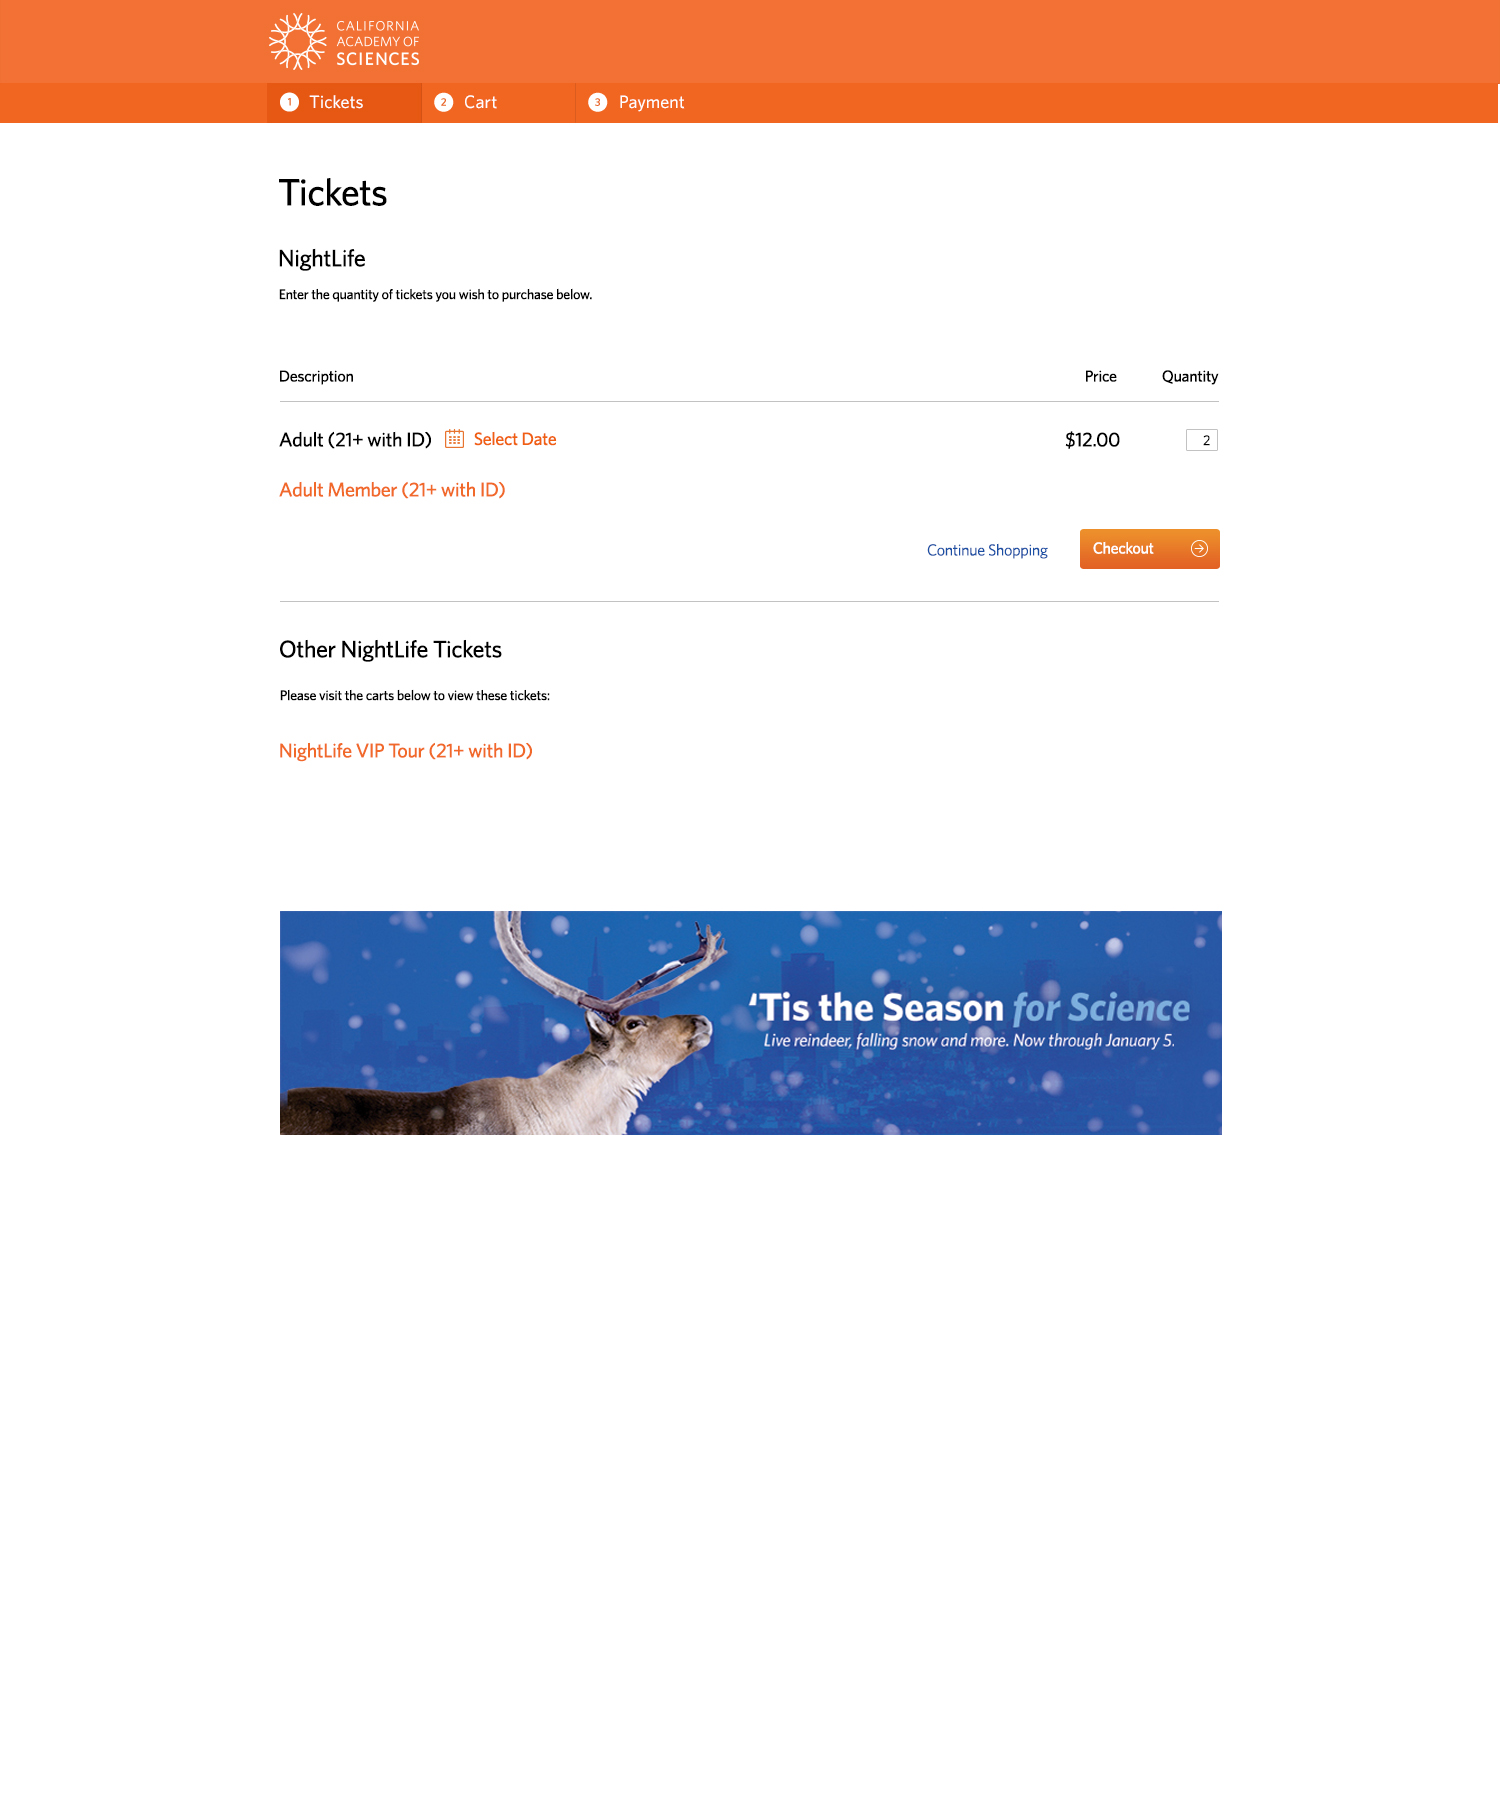 CALIFORNIA
ACADEMY OF
SCIENCES
1 Tickets 2 Cart 3 Payment
Tickets
NightLife
Enter the quantity of tickets you wish to purchase below.
Description Price Quantity
Adult (21+ with ID) Select Date $12.00 2
Adult Member (21+ with ID)
Continue Shopping Checkout
Other NightLife Tickets
Please visit the carts below to view these tickets:
NightLife VIP Tour (21+ with ID)
‘Tis the Season for Science
Live reindeer, falling snow and more. Now through January 5.